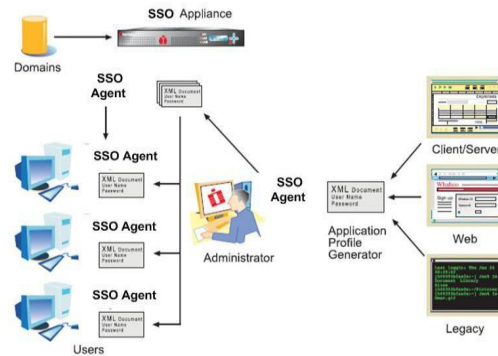 SSO Appliance
Domains
SSO
Agent
XML Document
User Name
Password
SSO Agent
XML Document
User Name
Password
SSO Agent
XML Document
User Name
Password
SSO Agent
XML Document
User Name
Password
Users
Administrator
SSO
Agent
XML Document
User Name
Password
Application
Profile
Generator
Client/Server
Sign up
Web
Legacy